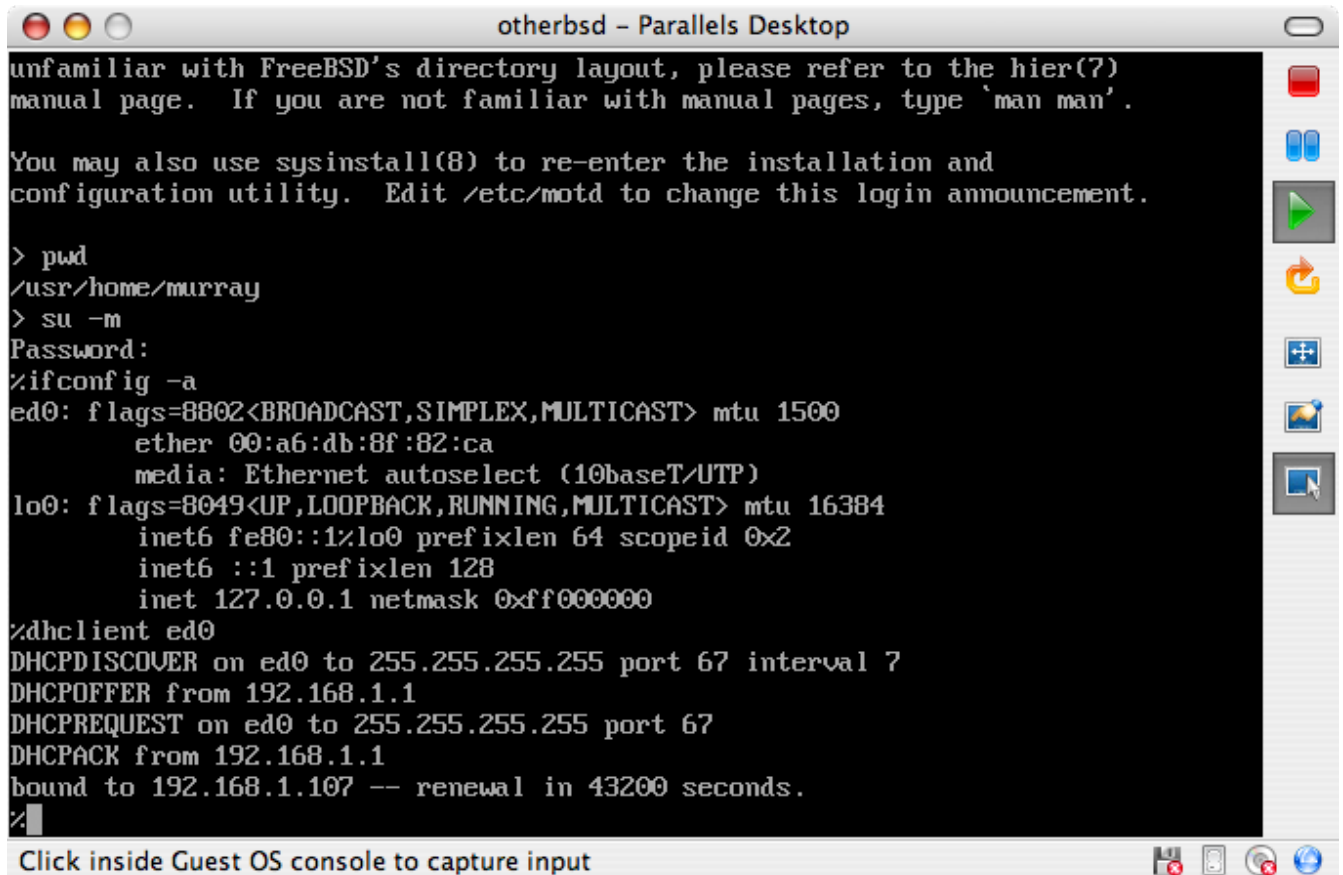 otherbsd – Parallels Desktop
unfamiliar with FreeBSD's directory layout, please refer to the hier(7)
manual page.  If you are not familiar with manual pages, type `man man'.
You may also use sysinstall(8) to re-enter the installation and
configuration utility.  Edit /etc/motd to change this login announcement.
> pwd
/usr/home/murray
> su -m
Password:
%ifconfig -a
ed0: flags=8802<BROADCAST,SIMPLEX,MULTICAST> mtu 1500
        ether 00:a6:db:8f:82:ca
        media: Ethernet autoselect (10baseT/UTP)
lo0: flags=8049<UP,LOOPBACK,RUNNING,MULTICAST> mtu 16384
        inet6 fe80::1%lo0 prefixlen 64 scopeid 0x2
        inet6 ::1 prefixlen 128
        inet 127.0.0.1 netmask 0xff000000
%dhclient ed0
DHCPDISCOVER on ed0 to 255.255.255.255 port 67 interval 7
DHCPOFFER from 192.168.1.1
DHCPREQUEST on ed0 to 255.255.255.255 port 67
DHCPACK from 192.168.1.1
bound to 192.168.1.107 -- renewal in 43200 seconds.
%
Click inside Guest OS console to capture input